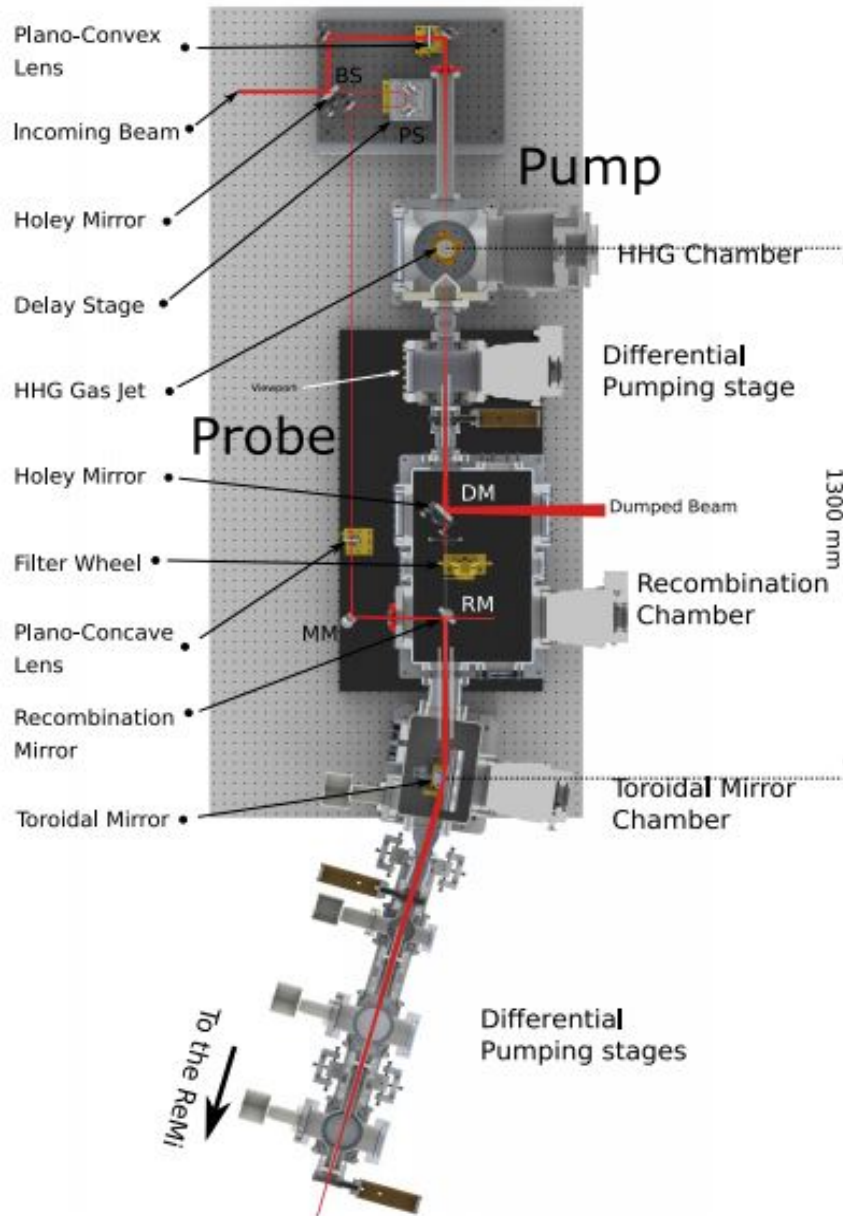 Plano-Convex
Lens
BS
Incoming Beam
PS
Pump
Holey Mirror
HHG Chamber
Delay Stage
Differential
Pumping stage
HHG Gas Jet
Viewport
Probe
Holey Mirror
DM
Dumped Beam
1300 mm
Filter Wheel
Recombination
Chamber
RM
MM
Plano-Concave
Lens
Recombination
Mirror
Toroidal Mirror
Chamber
Toroidal Mirror
To the ReMi
Differential
Pumping stages